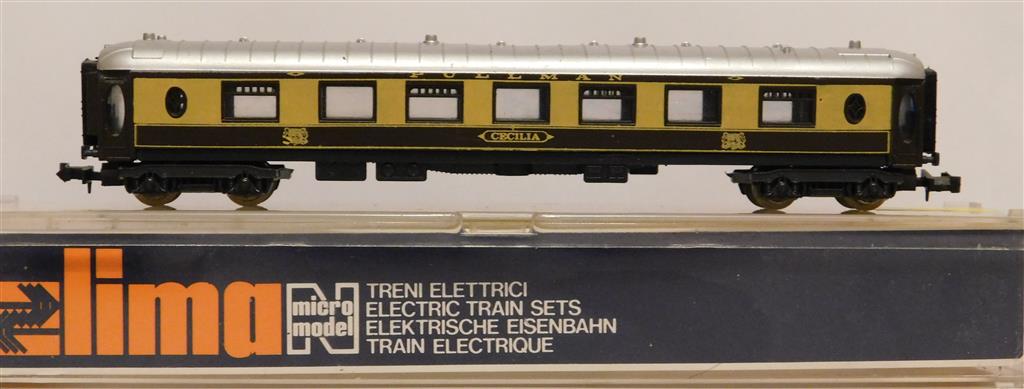 PULLMAN
CECILIA
lima
N
micro
model
TRENI ELETTRICI
ELECTRIC TRAIN SETS
ELEKTRISCHE EISENBAHN
TRAIN ELECTRIQUE